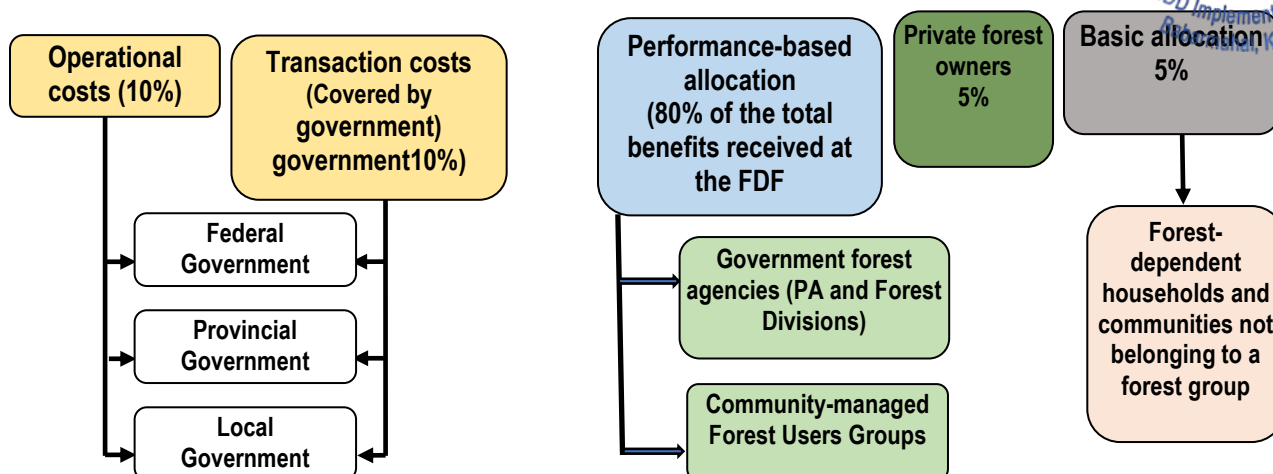 Operational
costs (10%)
Transaction costs
(Covered by
government)
government10%)
Federal
Government
Provincial
Government
Local
Government
Performance-based
allocation
(80% of the total
benefits received at
the FDF
Government forest
agencies (PA and Forest
Divisions)
Community-managed
Forest Users Groups
Private forest
owners
5%
Basic allocation
5%
Forest-
dependent
households and
communities not
belonging to a
forest group